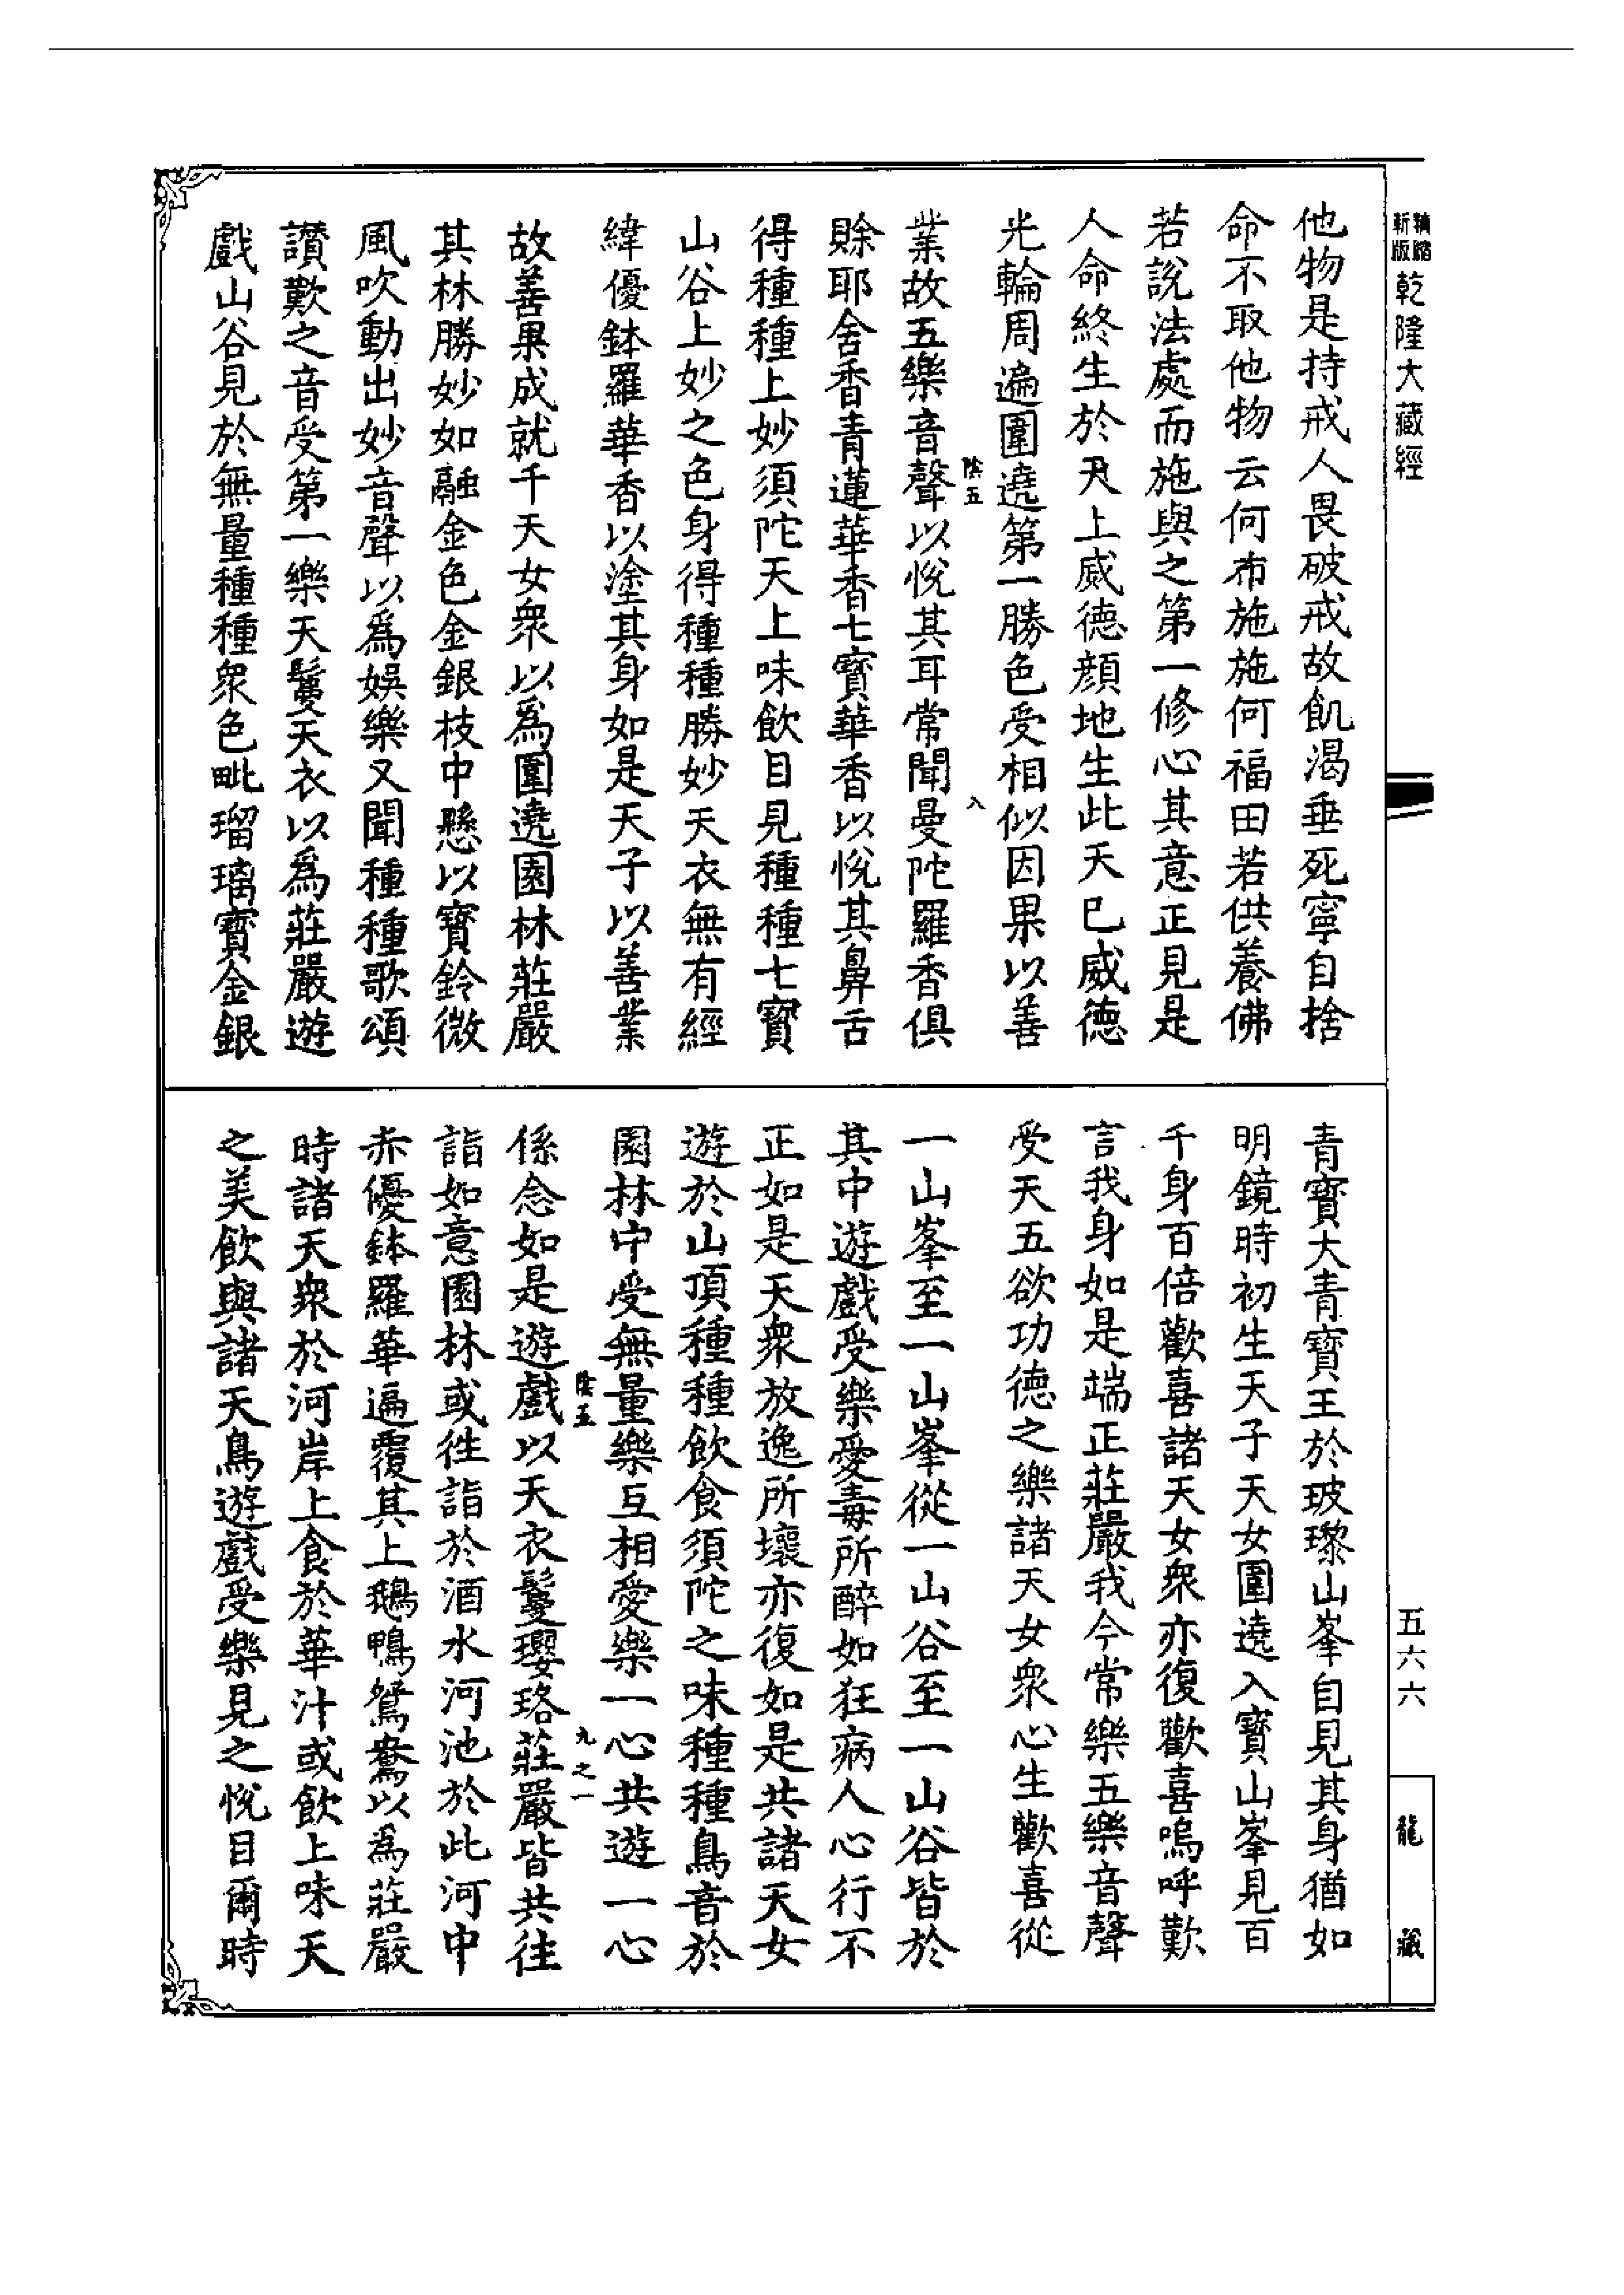 新縮版乾隆大藏經
他物是持戒人畏破戒故飢渴垂死寧自捨
命不取他物云何布施施何福田若供養佛
若說法處而施與之第一修心其意正見是
人命終生於天上威德顏地生此天已威德
光輪周遍圍遶第一勝色受相似因果以善
陰五 入
業故五樂音聲以悅其耳常聞曼陀羅香俱
賒耶舍香青蓮華香七寶華香以悅其鼻舌
得種種上妙須陀天上味飲目見種種七寶
山谷上妙之色身得種種勝妙天衣無有經
緯優鉢羅華香以塗其身如是天子以善業
故善果成就千天女衆以爲圍遶園林莊嚴
其林勝妙如融金色金銀枝中懸以寶鈴微
風吹動出妙音聲以爲娛樂又聞種種歌頌
讚歎之音受第一樂天鬘天衣以爲莊嚴遊
戲山谷見於無量種種衆色毗瑠璃寶金銀
青寶大青寶王於玻瓈山峯自見其身猶如
明鏡時初生天子天女圍遶入寶山峯見百
千身百倍歡喜諸天女衆亦復歡喜嗚呼歎
言我身如是端正莊嚴我今常樂五樂音聲
受天五欲功德之樂諸天女衆心生歡喜從
一山峯至一山峯從一山谷至一山谷皆於
其中遊戲受樂愛毒所醉如狂病人心行不
正如是天衆放逸所壞亦復如是共諸天女
遊於山頂種種飲食須陀之味種種鳥音於
園林中受無量樂互相愛樂一心共遊一心
陰五 九之一
係念如是遊戲以天衣鬘瓔珞莊嚴皆共往
詣如意園林或往詣於酒水河池於此河中
赤優鉢羅華遍覆其上鵝鴨鴛鴦以爲莊嚴
時諸天衆於河岸上食於華汁或飲上味天
之美飲與諸天鳥遊戲受樂見之悅目爾時
五六六
龍藏